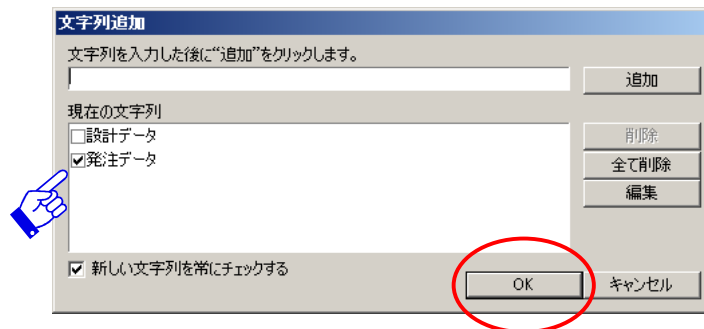 文字列追加
文字列を入力した後に“追加”をクリックします。
追加
現在の文字列
設計データ
発注データ
削除
全て削除
編集
新しい文字列を常にチェックする
OK
キャンセル